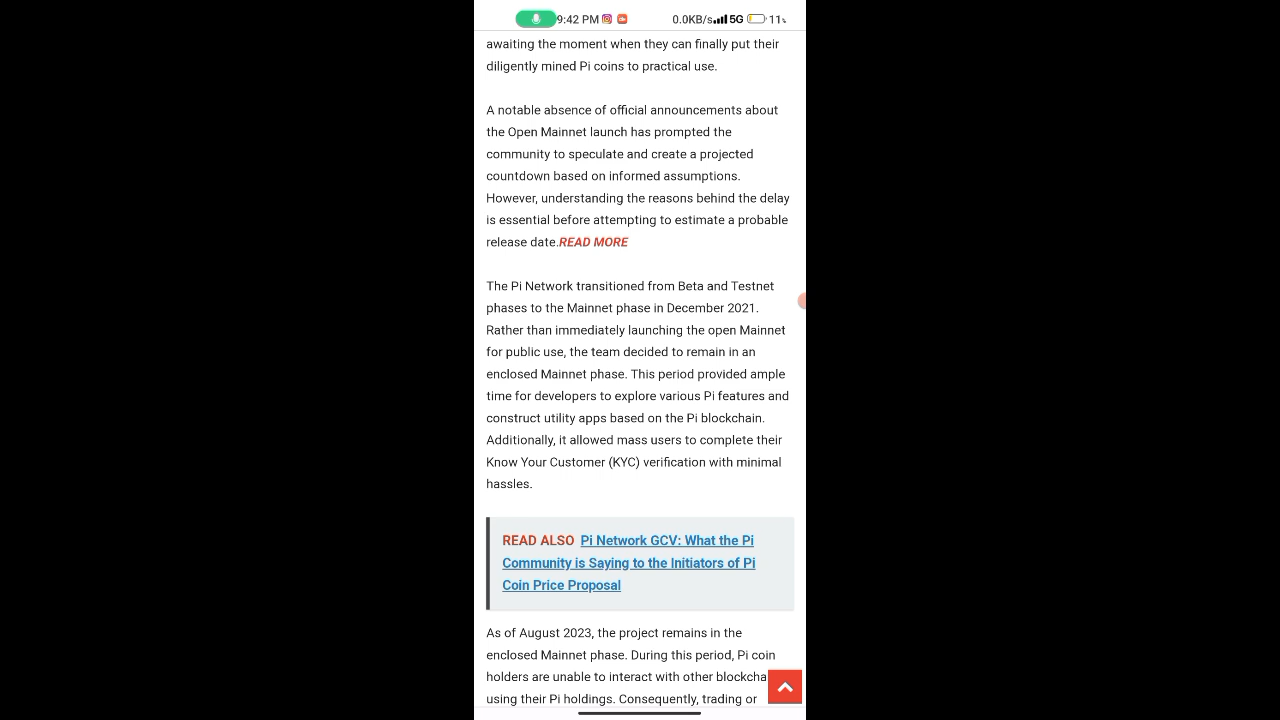 9:42 PM 0.0KB/s 5G 11%
awaiting the moment when they can finally put their
diligently mined Pi coins to practical use.
A notable absence of official announcements about
the Open Mainnet launch has prompted the
community to speculate and create a projected
countdown based on informed assumptions.
However, understanding the reasons behind the delay
is essential before attempting to estimate a probable
release date.READ MORE
The Pi Network transitioned from Beta and Testnet
phases to the Mainnet phase in December 2021.
Rather than immediately launching the open Mainnet
for public use, the team decided to remain in an
enclosed Mainnet phase. This period provided ample
time for developers to explore various Pi features and
construct utility apps based on the Pi blockchain.
Additionally, it allowed mass users to complete their
Know Your Customer (KYC) verification with minimal
hassles.
READ ALSO Pi Network GCV: What the Pi
Community is Saying to the Initiators of Pi
Coin Price Proposal
As of August 2023, the project remains in the
enclosed Mainnet phase. During this period, Pi coin
holders are unable to interact with other blockcha
using their Pi holdings. Consequently, trading or